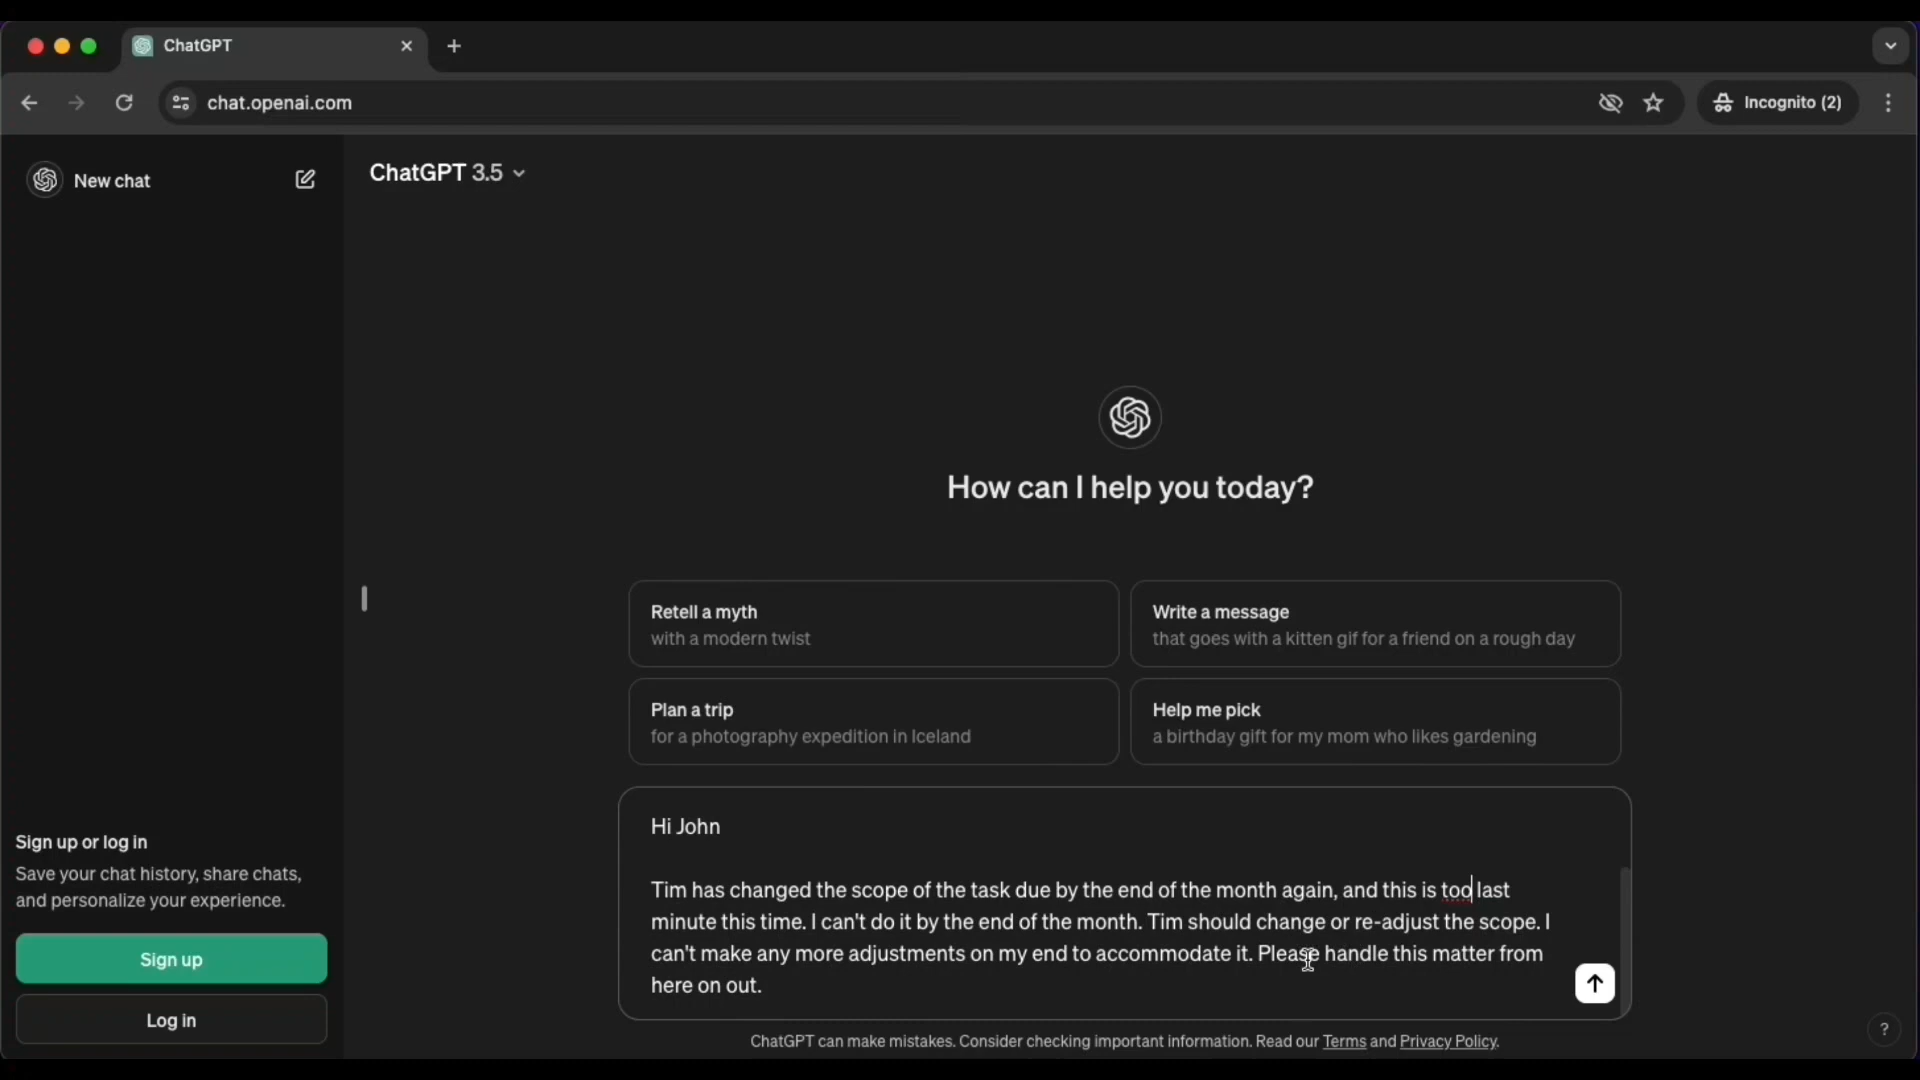 ChatGPT
chat.openai.com
Incognito (2)
New chat
ChatGPT 3.5
How can I help you today?
Retell a myth
with a modern twist
Write a message
that goes with a kitten gif for a friend on a rough day
Plan a trip
for a photography expedition in Iceland
Help me pick
a birthday gift for my mom who likes gardening
Hi John
Tim has changed the scope of the task due by the end of the month again, and this is too last
minute this time. I can't do it by the end of the month. Tim should change or re-adjust the scope. I
can't make any more adjustments on my end to accommodate it. Please handle this matter from
here on out.
Sign up or log in
Save your chat history, share chats,
and personalize your experience.
Sign up
Log in
ChatGPT can make mistakes. Consider checking important information. Read our Terms and Privacy Policy.
?